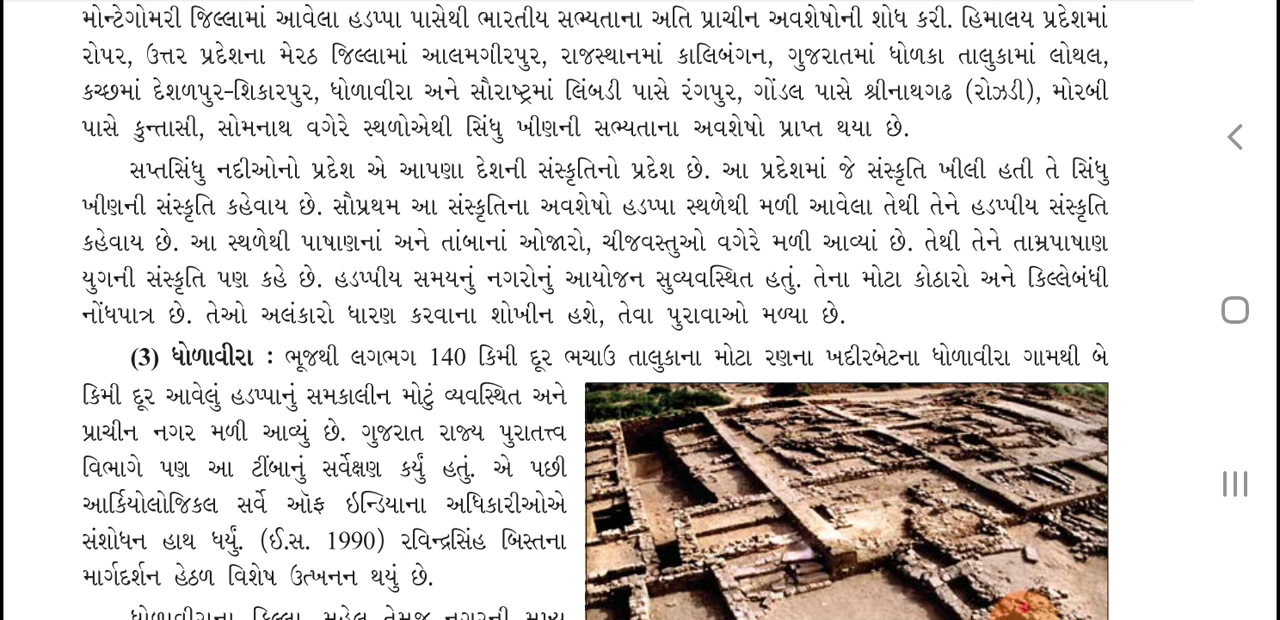 મોન્ટેગોમરી જિલ્લામાં આવેલા હડપ્પા પાસેથી ભારતીય સભ્યતાના અતિ પ્રાચીન અવશેષોની શોધ કરી. હિમાલય પ્રદેશમાં
રોપર, ઉત્તર પ્રદેશના મેરઠ જિલ્લામાં આલમગીરપુર, રાજસ્થાનમાં કાલિબંગન, ગુજરાતમાં ધોળકા તાલુકામાં લોથલ,
કચ્છમાં દેશળપુર-શિકારપુર, ધોળાવીરા અને સૌરાષ્ટ્રમાં લિંબડી પાસે રંગપુર, ગોંડલ પાસે શ્રીનાથગઢ (રોઝડી), મોરબી
પાસે કુન્તાસી, સોમનાથ વગેરે સ્થળોએથી સિંધુ ખીણની સભ્યતાના અવશેષો પ્રાપ્ત થયા છે.
સપ્તસિંધુ નદીઓનો પ્રદેશ એ આપણા દેશની સંસ્કૃતિનો પ્રદેશ છે. આ પ્રદેશમાં જે સંસ્કૃતિ ખીલી હતી તે સિંધુ
ખીણની સંસ્કૃતિ કહેવાય છે. સૌપ્રથમ આ સંસ્કૃતિના અવશેષો હડપ્પા સ્થળેથી મળી આવેલા તેથી તેને હડપ્પીય સંસ્કૃતિ
કહેવાય છે. આ સ્થળેથી પાષાણનાં અને તાંબાનાં ઓજારો, ચીજવસ્તુઓ વગેરે મળી આવ્યાં છે. તેથી તેને તામ્રપાષાણ
યુગની સંસ્કૃતિ પણ કહે છે. હડપ્પીય સમયનું નગરોનું આયોજન સુવ્યવસ્થિત હતું. તેના મોટા કોઠારો અને કિલ્લેબંધી
નોંધપાત્ર છે. તેઓ અલંકારો ધારણ કરવાના શોખીન હશે, તેવા પુરાવાઓ મળ્યા છે.
(3) ધોળાવીરા : ભૂજથી લગભગ 140 કિમી દૂર ભચાઉ તાલુકાના મોટા રણના ખદીરબેટના ધોળાવીરા ગામથી બે
કિમી દૂર આવેલું હડપ્પાનું સમકાલીન મોટું વ્યવસ્થિત અને
પ્રાચીન નગર મળી આવ્યું છે. ગુજરાત રાજ્ય પુરાતત્ત્વ
વિભાગે પણ આ ટીંબાનું સર્વેક્ષણ કર્યું હતું. એ પછી
આર્કિયોલોજિકલ સર્વે ઑફ ઇન્ડિયાના અધિકારીઓએ
સંશોધન હાથ ધર્યું. (ઈ.સ. 1990) રવિન્દ્રસિંહ બિસ્તના
માર્ગદર્શન હેઠળ વિશેષ ઉત્ખનન થયું છે.
ધોળાવીરાના કિલ્લા, મહેલ તેમજ નગરની મુખ્ય